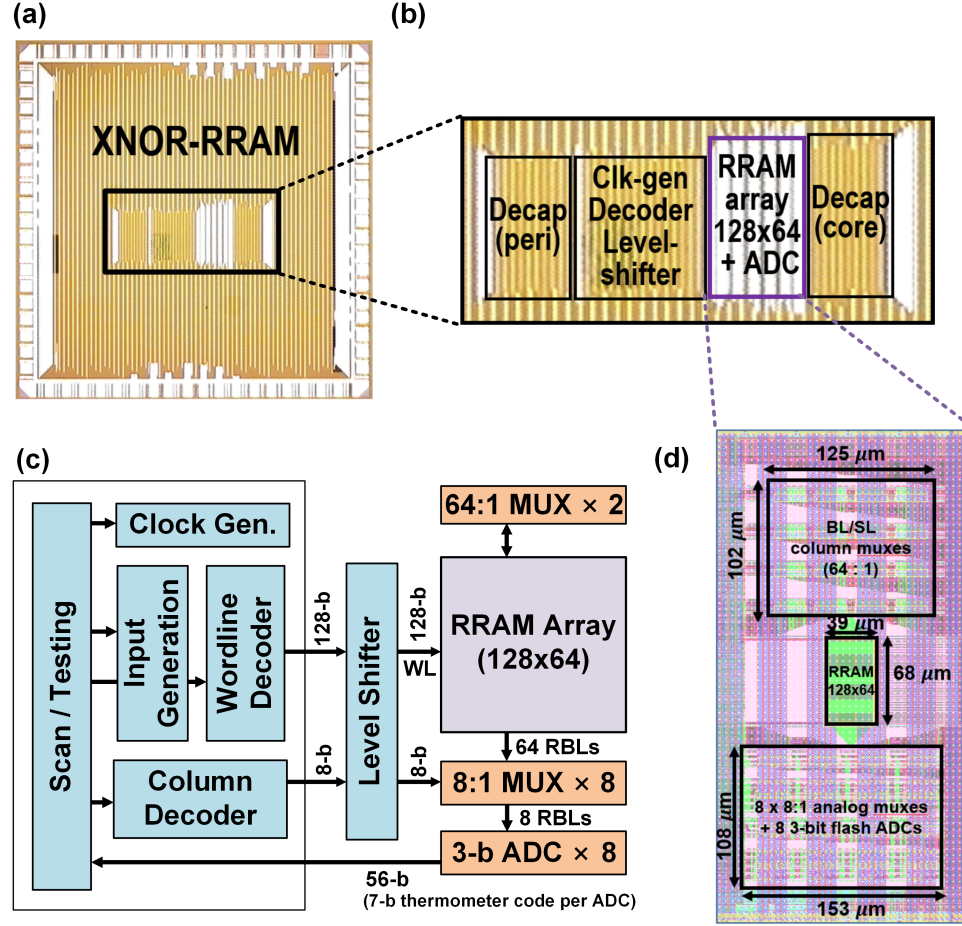 (a)
XNOR-RRAM
(b)
Decap
(peri)
Clk-gen
Decoder
Level-
shifter
RRAM
array
128x64
+ ADC
Decap
(core)
(c)
Scan / Testing
Clock Gen.
Input
Generation
Wordline
Decoder
Column
Decoder
128-b
8-b
Level Shifter
128-b
WL
8-b
64:1 MUX × 2
RRAM Array
(128x64)
64 RBLs
8:1 MUX × 8
8 RBLs
3-b ADC × 8
56-b
(7-b thermometer code per ADC)
(d)
125 μm
102 μm
BL/SL
column muxes
(64 : 1)
39 μm
RRAM
128x64
68 μm
108 μm
8 x 8:1 analog muxes
+ 8 3-bit flash ADCs
153 μm